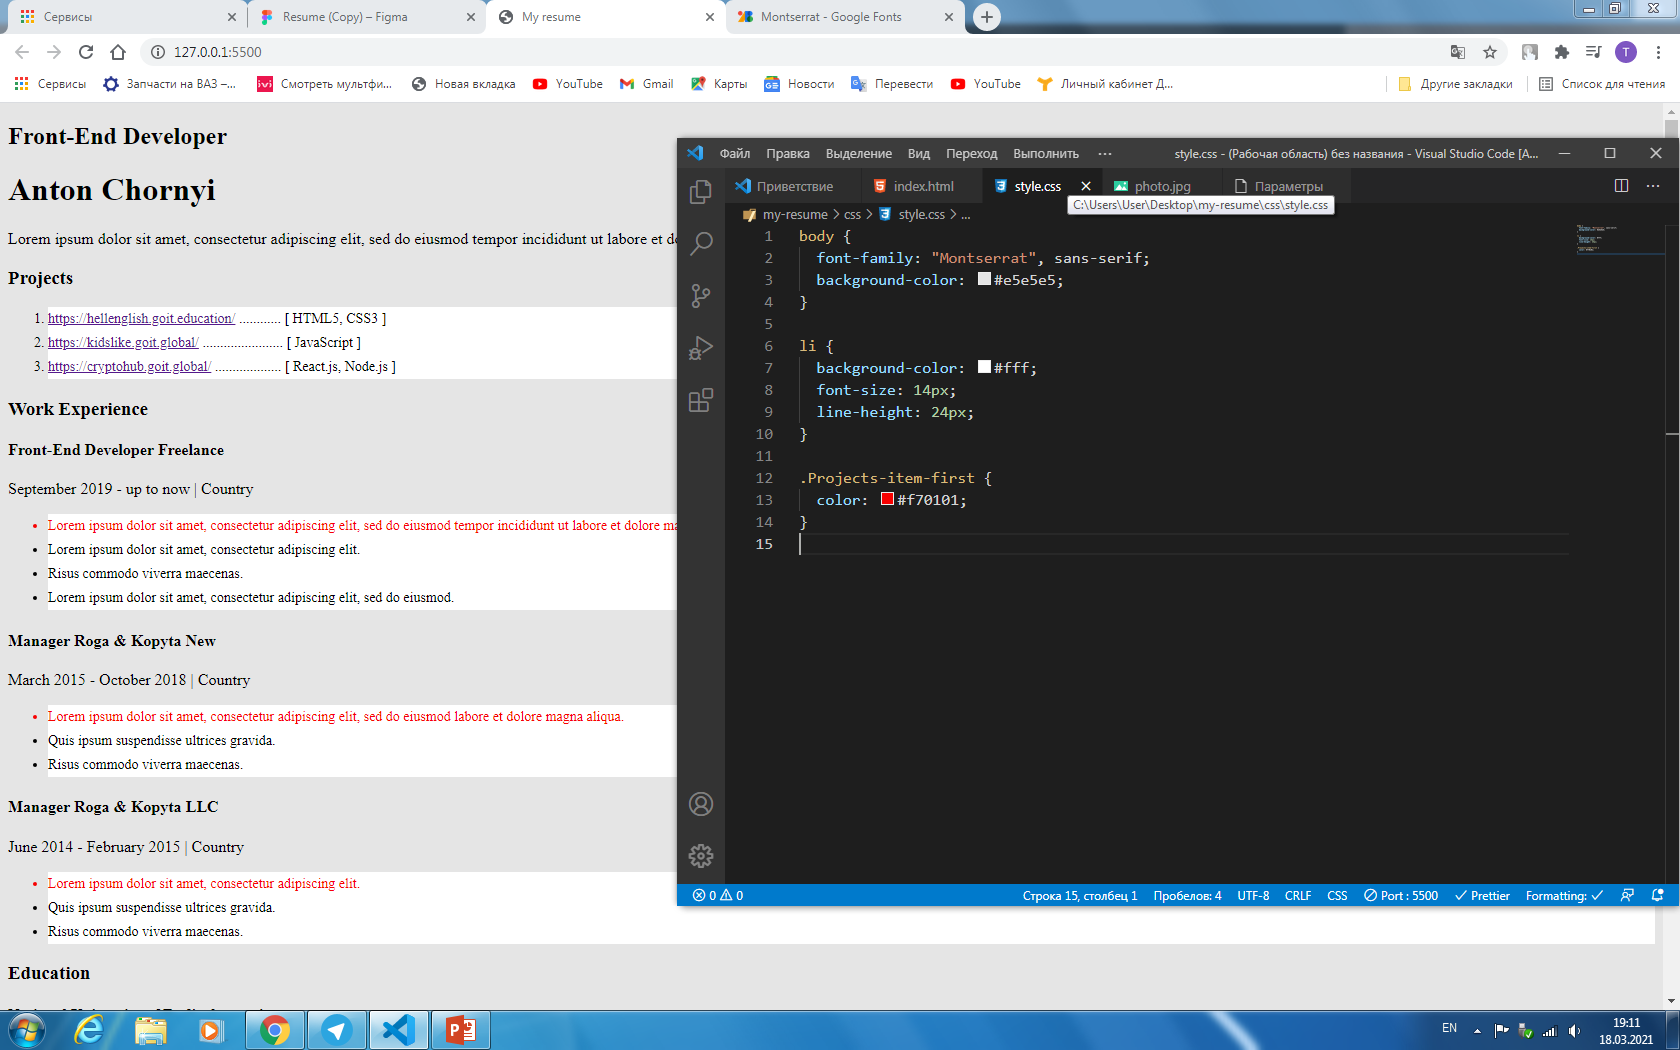 Сервисы
Resume (Copy) – Figma
My resume
Montserrat - Google Fonts
127.0.0.1:5500
T
Сервисы
Запчасти на ВАЗ –...
ivi
Смотреть мультфи...
Новая вкладка
YouTube
Gmail
Карты
Новости
Перевести
YouTube
Личный кабинет Д...
Другие закладки
Список для чтения
Front-End Developer
Anton Chornyi
Lorem ipsum dolor sit amet, consectetur adipiscing elit, sed do eiusmod tempor incididunt ut labore et do
Projects
1. https://hellenglish.goit.education/ ............ [ HTML5, CSS3 ]
2. https://kidslike.goit.global/ ....................... [ JavaScript ]
3. https://cryptohub.goit.global/ ................... [ React.js, Node.js ]
Work Experience
Front-End Developer Freelance
September 2019 - up to now | Country
• Lorem ipsum dolor sit amet, consectetur adipiscing elit, sed do eiusmod tempor incididunt ut labore et dolore ma
• Lorem ipsum dolor sit amet, consectetur adipiscing elit.
• Risus commodo viverra maecenas.
• Lorem ipsum dolor sit amet, consectetur adipiscing elit, sed do eiusmod.
Manager Roga & Kopyta New
March 2015 - October 2018 | Country
• Lorem ipsum dolor sit amet, consectetur adipiscing elit, sed do eiusmod labore et dolore magna aliqua.
• Quis ipsum suspendisse ultrices gravida.
• Risus commodo viverra maecenas.
Manager Roga & Kopyta LLC
June 2014 - February 2015 | Country
• Lorem ipsum dolor sit amet, consectetur adipiscing elit.
• Quis ipsum suspendisse ultrices gravida.
• Risus commodo viverra maecenas.
Education
Файл Правка Выделение Вид Переход Выполнить ···
style.css - (Рабочая область) без названия - Visual Studio Code [A...
Приветствие
index.html
style.css
photo.jpg
Параметры
C:\Users\User\Desktop\my-resume\css\style.css
my-resume > css > style.css > ...
1 body {
2 font-family: "Montserrat", sans-serif;
3 background-color: #e5e5e5;
4 }
5
6 li {
7 background-color: #fff;
8 font-size: 14px;
9 line-height: 24px;
10 }
11
12 .Projects-item-first {
13 color: #f70101;
14 }
15
0 0
Строка 15, столбец 1
Пробелов: 4
UTF-8
CRLF
CSS
Port : 5500
Prettier
Formatting:
EN
19:11
18.03.2021